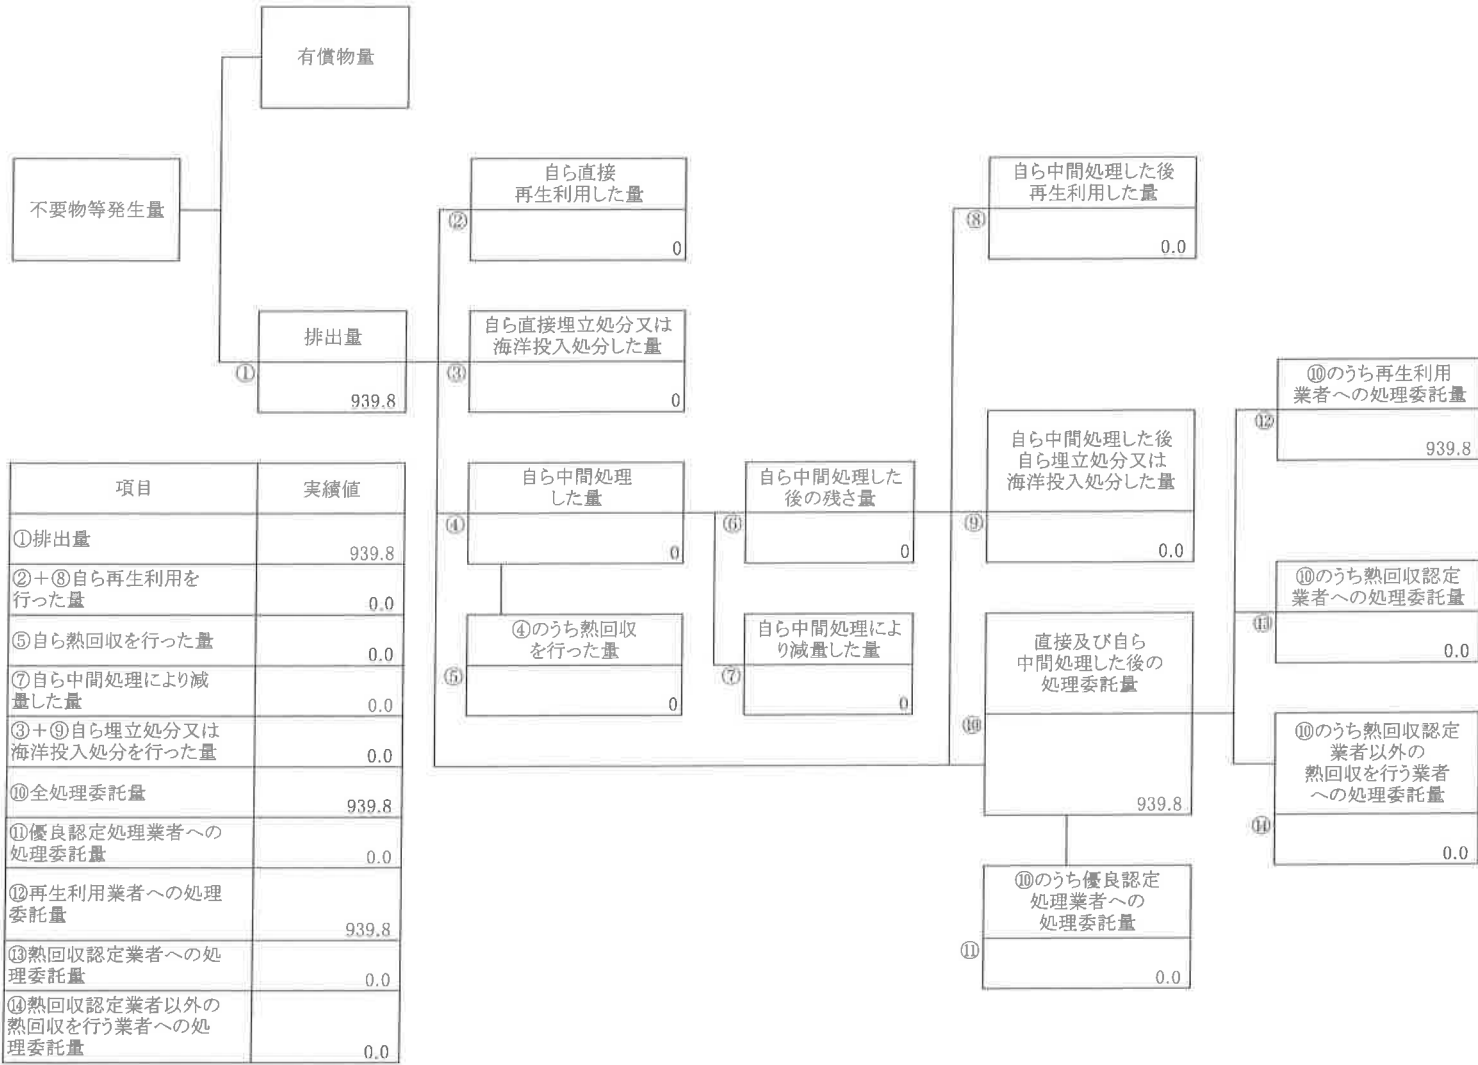 有償物量
不要物等発生量
排出量
①
939.8
自ら直接
再生利用した量
②
0
自ら直接埋立処分又は
海洋投入処分した量
③
0
自ら中間処理
した量
④
0
④のうち熱回収
を行った量
⑤
0
自ら中間処理した
後の残さ量
⑥
0
自ら中間処理によ
り減量した量
⑦
0
自ら中間処理した後
再生利用した量
⑧
0.0
自ら中間処理した後
自ら埋立処分又は
海洋投入処分した量
⑨
0.0
直接及び自ら
中間処理した後の
処理委託量
⑩
939.8
⑩のうち優良認定
処理業者への
処理委託量
⑪
0.0
⑩のうち再生利用
業者への処理委託量
⑫
939.8
⑩のうち熱回収認定
業者への処理委託量
⑬
0.0
⑩のうち熱回収認定
業者以外の
熱回収を行う業者
への処理委託量
⑭
0.0
項目 実績値
①排出量
939.8
②+⑧自ら再生利用を
行った量
0.0
⑤自ら熱回収を行った量
0.0
⑦自ら中間処理により減
量した量
0.0
③+⑨自ら埋立処分又は
海洋投入処分を行った量
0.0
⑩全処理委託量
939.8
⑪優良認定処理業者への
処理委託量
0.0
⑫再生利用業者への処理
委託量
939.8
⑬熱回収認定業者への処
理委託量
0.0
⑭熱回収認定業者以外の
熱回収を行う業者への処
理委託量
0.0